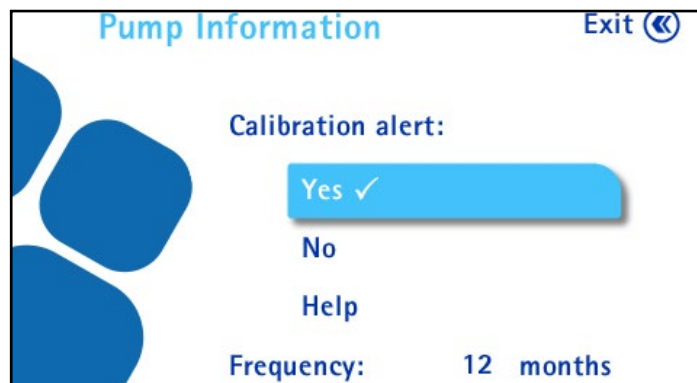 Pump Information Exit
Calibration alert:
Yes ✓
No
Help
Frequency: 12 months